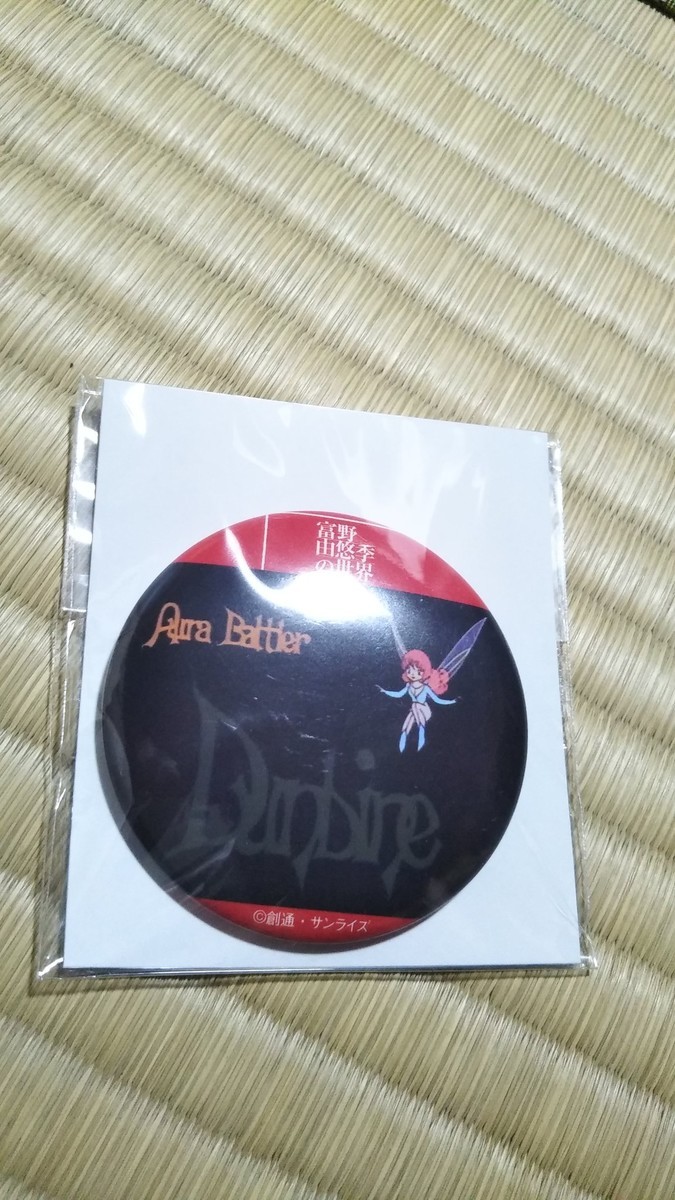 富野
由悠季
の世界
Aura Battler
Dunbine
©創通・サンライズ